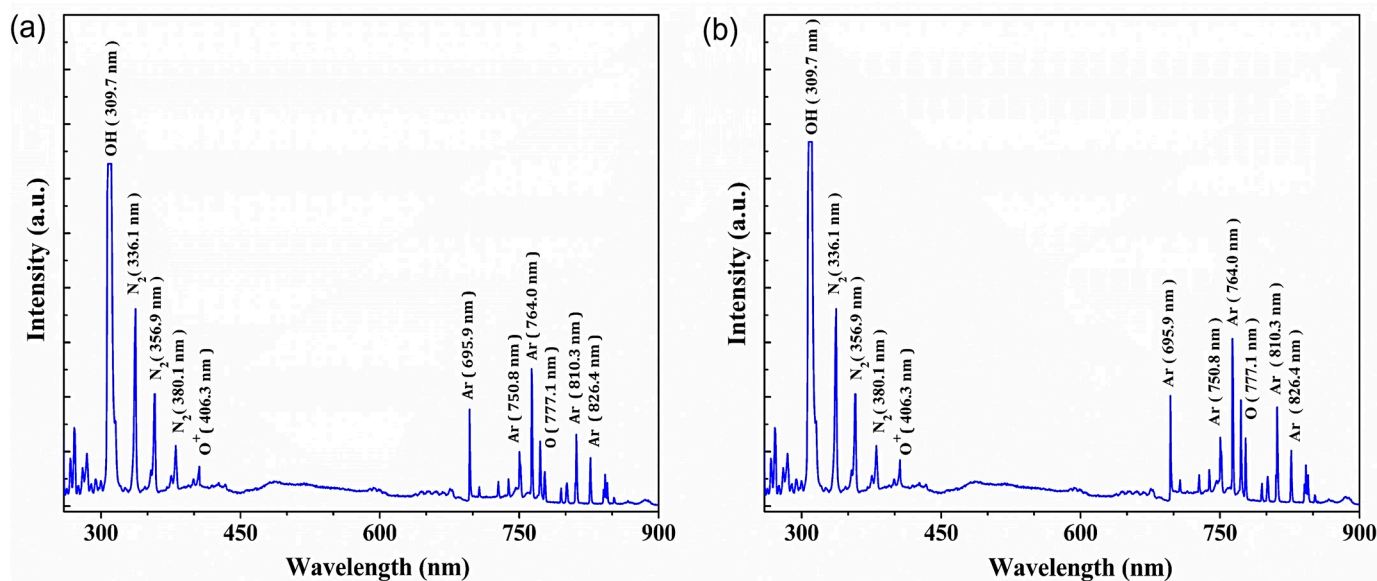 (a)
Intensity (a.u.)
OH ( 309.7 nm)
N2( 336.1 nm)
N2( 356.9 nm )
N2( 380.1 nm )
O+( 406.3 nm)
Ar ( 695.9 nm )
Ar ( 750.8 nm )
Ar ( 764.0 nm )
O ( 777.1 nm )
Ar ( 810.3 nm )
Ar ( 826.4 nm )
300 450 600 750 900
Wavelength (nm)
(b)
Intensity (a.u.)
OH ( 309.7 nm)
N2( 336.1 nm )
N2( 356.9 nm )
N2( 380.1 nm )
O+( 406.3 nm )
Ar ( 695.9 nm )
Ar ( 750.8 nm )
Ar ( 764.0 nm )
O ( 777.1 nm )
Ar ( 810.3 nm )
Ar ( 826.4 nm )
300 450 600 750 900
Wavelength (nm)